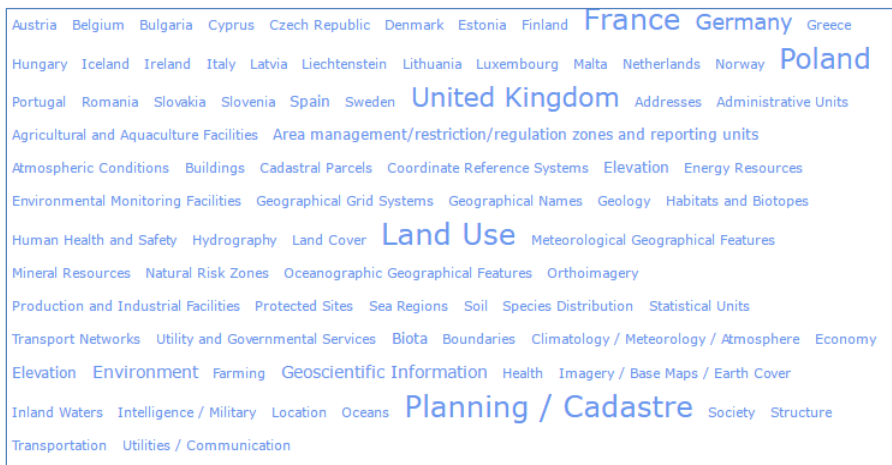 Austria Belgium Bulgaria Cyprus Czech Republic Denmark Estonia Finland France Germany Greece
Hungary Iceland Ireland Italy Latvia Liechtenstein Lithuania Luxembourg Malta Netherlands Norway Poland
Portugal Romania Slovakia Slovenia Spain Sweden United Kingdom Addresses Administrative Units
Agricultural and Aquaculture Facilities Area management/restriction/regulation zones and reporting units
Atmospheric Conditions Buildings Cadastral Parcels Coordinate Reference Systems Elevation Energy Resources
Environmental Monitoring Facilities Geographical Grid Systems Geographical Names Geology Habitats and Biotopes
Human Health and Safety Hydrography Land Cover Land Use Meteorological Geographical Features
Mineral Resources Natural Risk Zones Oceanographic Geographical Features Orthoimagery
Production and Industrial Facilities Protected Sites Sea Regions Soil Species Distribution Statistical Units
Transport Networks Utility and Governmental Services Biota Boundaries Climatology / Meteorology / Atmosphere Economy
Elevation Environment Farming Geoscientific Information Health Imagery / Base Maps / Earth Cover
Inland Waters Intelligence / Military Location Oceans Planning / Cadastre Society Structure
Transportation Utilities / Communication